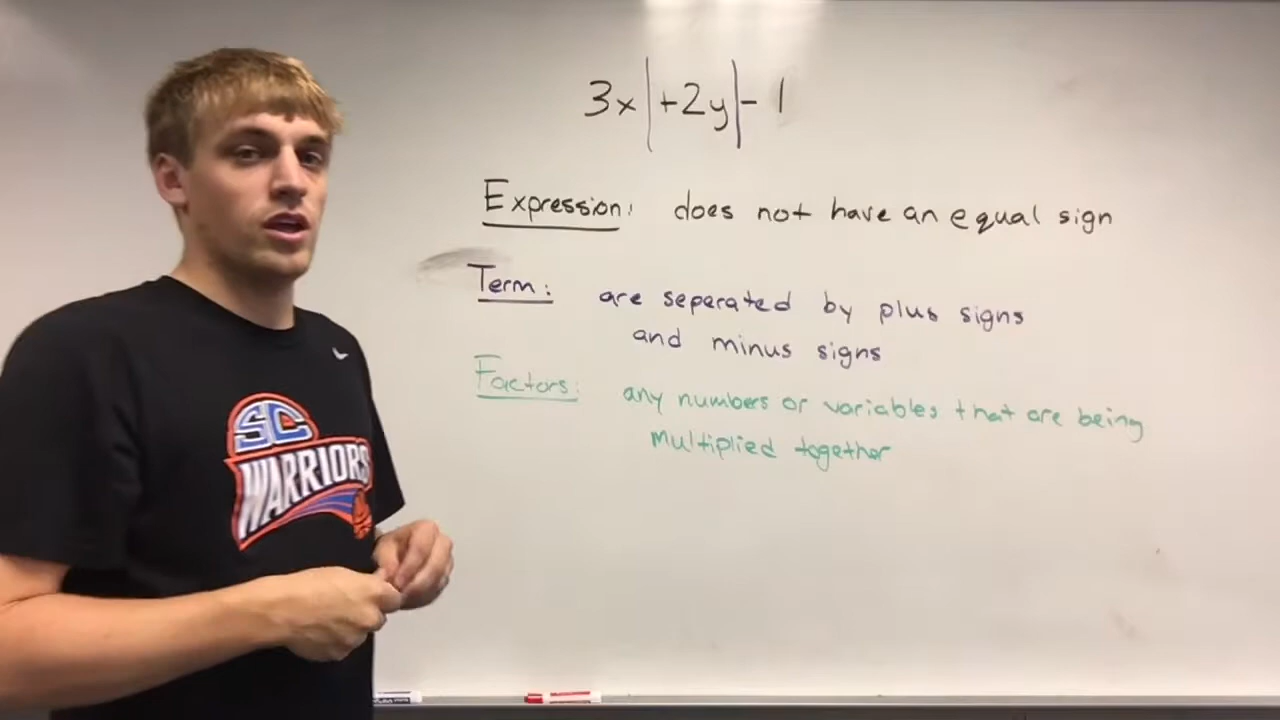 3x|+2y|- 1
Expression: does not have an equal sign
Term: are separated by plus signs
and minus signs
Factors: any numbers or variables that are being
multiplied together
SC
WARRIORS